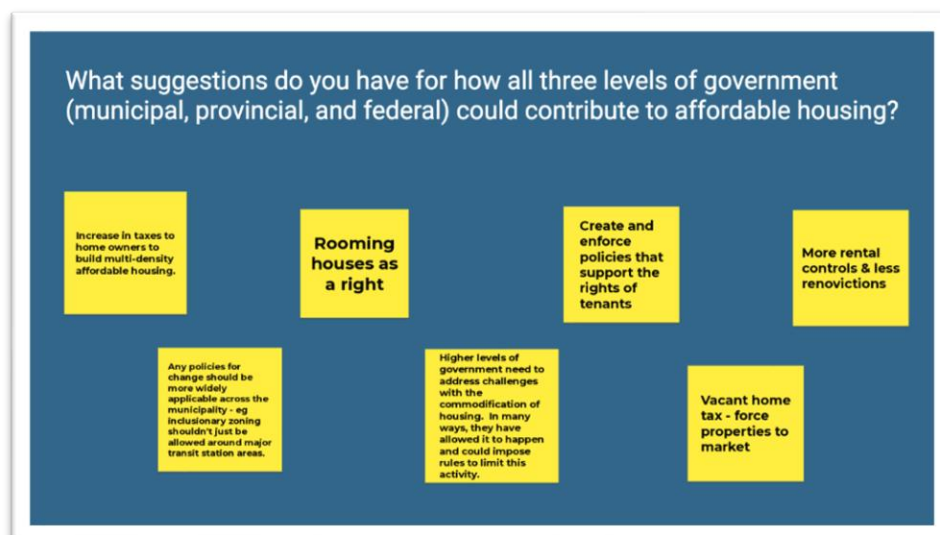 What suggestions do you have for how all three levels of government
(municipal, provincial, and federal) could contribute to affordable housing?
Increase in taxes to
home owners to
build multi-density
affordable housing.
Rooming
houses as
a right
Create and
enforce
policies that
support the
rights of
tenants
More rental
controls & less
renovictions
Any policies for
change should be
more widely
applicable across the
municipality - eg
inclusionary zoning
shouldn't just be
allowed around major
transit station areas.
Higher levels of
government need to
address challenges
with the
commodification of
housing. In many
ways, they have
allowed it to happen
and could impose
rules to limit this
activity.
Vacant home
tax - force
properties to
market